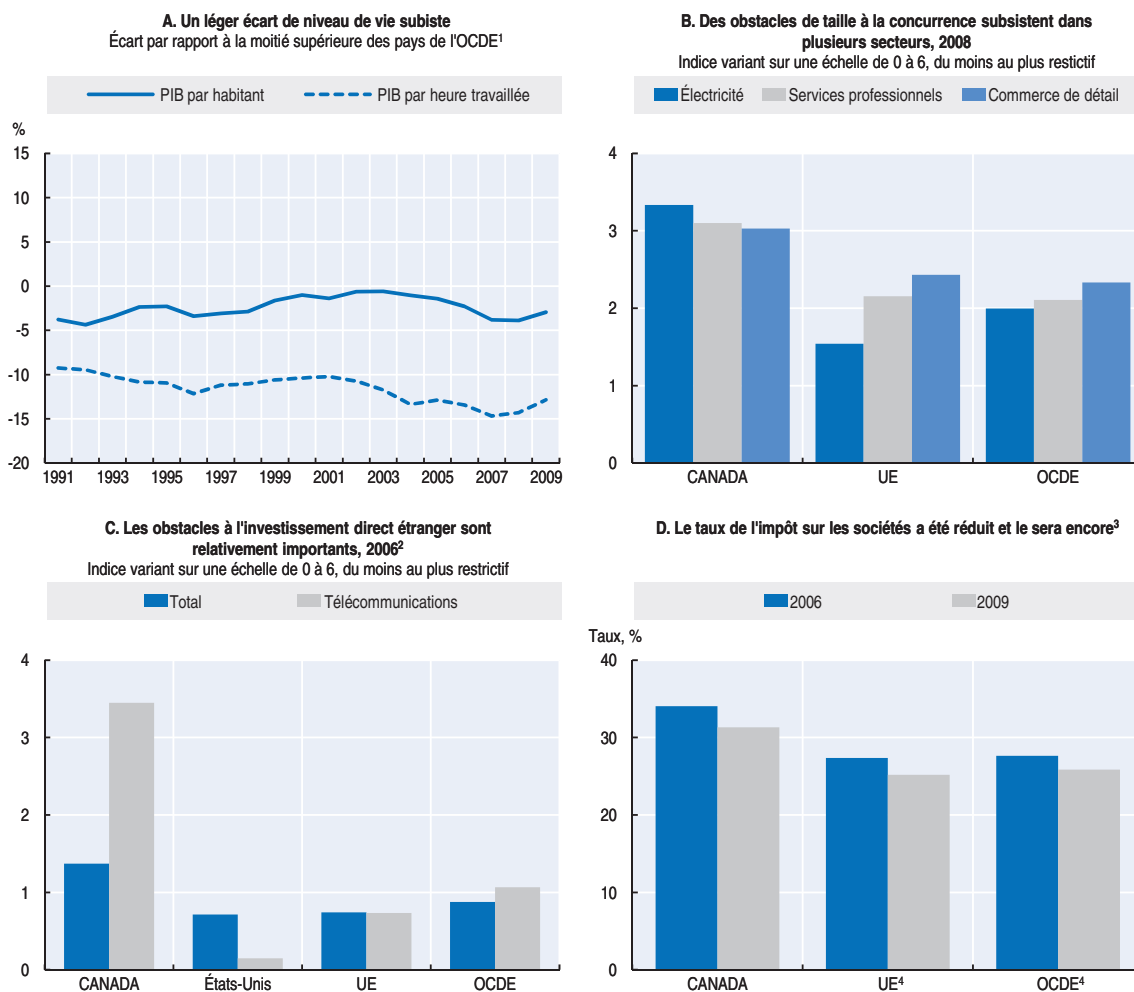 A. Un léger écart de niveau de vie subsiste
Écart par rapport à la moitié supérieure des pays de l'OCDE¹
PIB par habitant
PIB par heure travaillée
%
15
10
5
0
-5
-10
-15
-20
1991 1993 1995 1997 1999 2001 2003 2005 2007 2009
B. Des obstacles de taille à la concurrence subsistent dans
plusieurs secteurs, 2008
Indice variant sur une échelle de 0 à 6, du moins au plus restictif
Électricité
Services professionnels
Commerce de détail
4
3
2
1
0
CANADA UE OCDE
C. Les obstacles à l'investissement direct étranger sont
relativement importants, 2006²
Indice variant sur une échelle de 0 à 6, du moins au plus restrictif
Total
Télécommunications
4
3
2
1
0
CANADA États-Unis UE OCDE
D. Le taux de l'impôt sur les sociétés a été réduit et le sera encore³
2006
2009
Taux, %
40
30
20
10
0
CANADA UE⁴ OCDE⁴